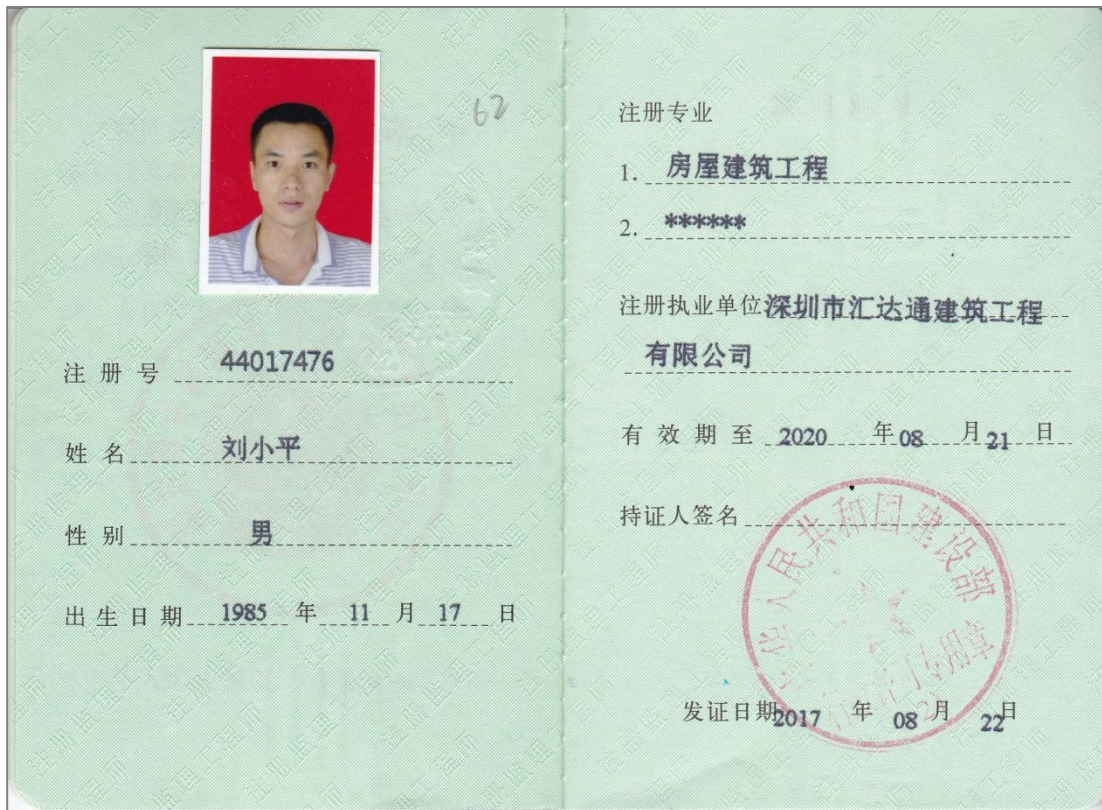 62
注册号 44017476
姓名 刘小平
性别 男
出生日期 1985 年 11 月 17 日
注册专业
1. 房屋建筑工程
2. ******
注册执业单位 深圳市汇达通建筑工程
有限公司
有效期至 2020 年 08 月 21 日
持证人签名
中华人民共和国建设部
发证日期 2017 年 08 月 22 日